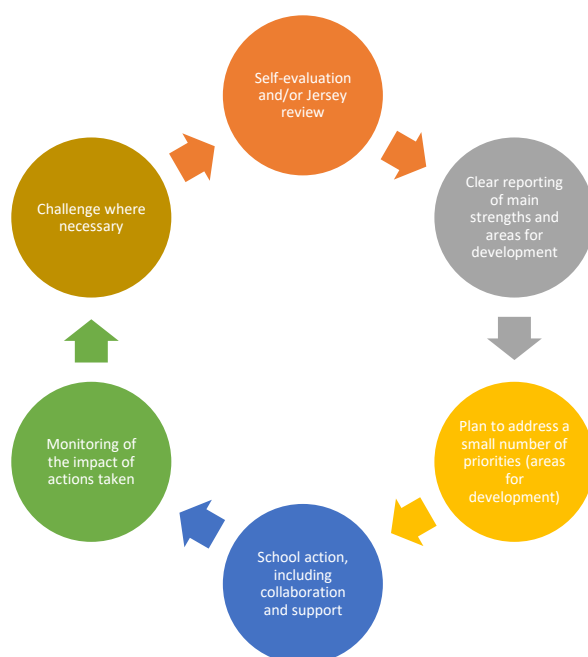 Self-evaluation
and/or Jersey
review
Clear reporting
of main
strengths and
areas for
development
Plan to address a
small number of
priorities (areas
for
development)
School action,
including
collaboration
and support
Monitoring of
the impact of
actions taken
Challenge where
necessary